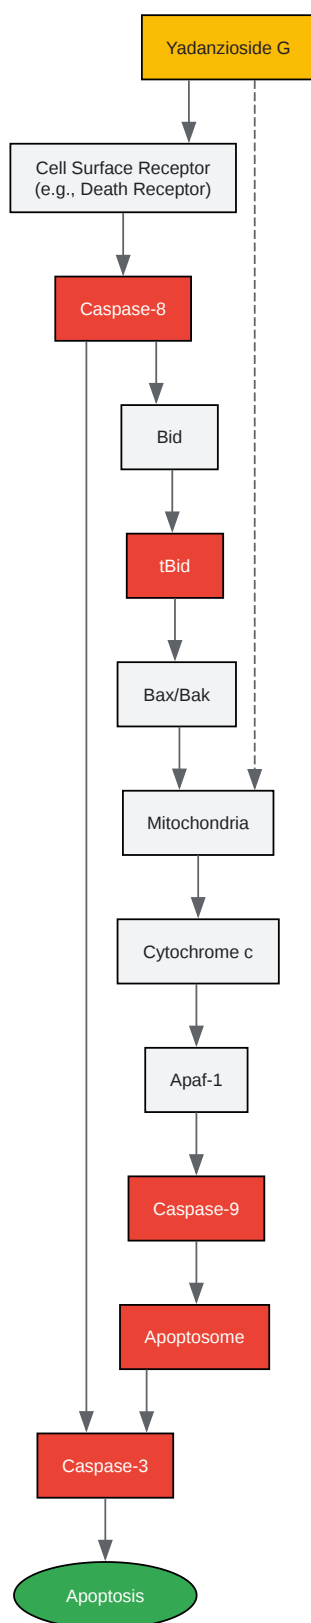 Yadanzioside G
Cell Surface Receptor
(e.g., Death Receptor)
Caspase-8
Bid
tBid
Bax/Bak
Mitochondria
Cytochrome c
Apaf-1
Caspase-9
Apoptosome
Caspase-3
Apoptosis